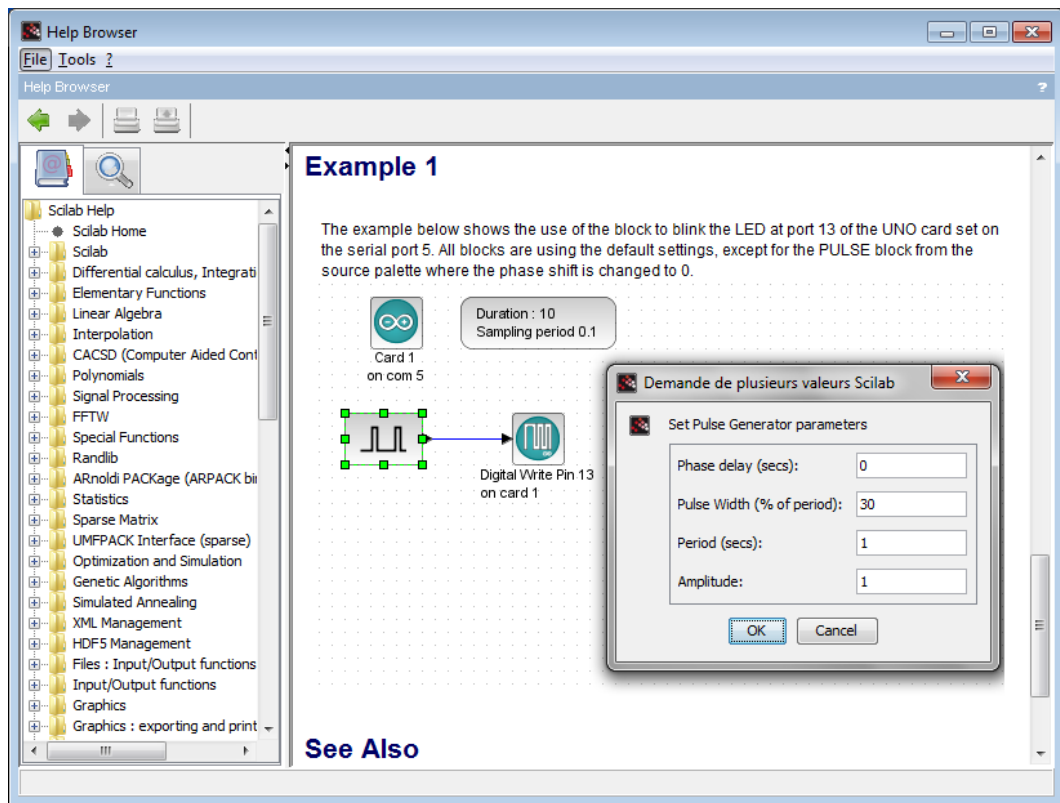 Help Browser
File Tools ?
Help Browser
?
Scilab Help
Scilab Home
Scilab
Differential calculus, Integrati
Elementary Functions
Linear Algebra
Interpolation
CACSD (Computer Aided Cont
Polynomials
Signal Processing
FFTW
Special Functions
Randlib
ARnoldi PACKage (ARPACK bi
Statistics
Sparse Matrix
UMFPACK Interface (sparse)
Optimization and Simulation
Genetic Algorithms
Simulated Annealing
XML Management
HDF5 Management
Files : Input/Output functions
Input/Output functions
Graphics
Graphics : exporting and print
Example 1
The example below shows the use of the block to blink the LED at port 13 of the UNO card set on
the serial port 5. All blocks are using the default settings, except for the PULSE block from the
source palette where the phase shift is changed to 0.
Card 1
on com 5
Duration : 10
Sampling period 0.1
Digital Write Pin 13
on card 1
Demande de plusieurs valeurs Scilab
Set Pulse Generator parameters
Phase delay (secs): 0
Pulse Width (% of period): 30
Period (secs): 1
Amplitude: 1
OK Cancel
See Also